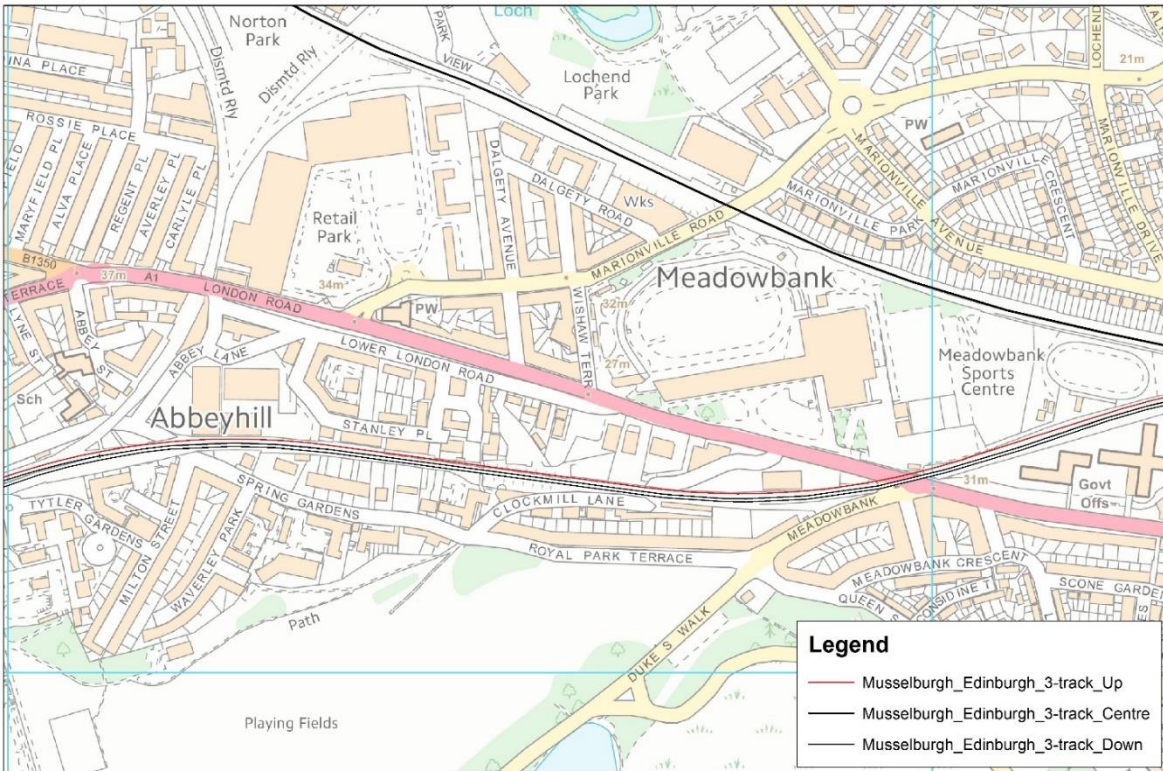 Norton
Park
PARK
VIEW
Loch
Lochend
Park
LOCHEND
21m
INA PLACE
Dismtd Rly
Dismtd Rly
ROSSIE PLACE
MARYFIELD PL
ALVA PLACE
REGENT PL
WAVERLEY PL
CARLYLE PL
Retail
Park
34m
DALGETY AVENUE
DALGETY ROAD
Wks
MARIONVILLE ROAD
PW
MARIONVILLE AVENUE
MARIONVILLE PARK
MARIONVILLE CRESCENT
MARIONVILLE DRIVE
B1350
37m
A1
LONDON ROAD
TERRACE
LYNE S
ABBEY S
ABBEY LANE
PW
LOWER LONDON ROAD
WISHAW TERR
32m
27m
Meadowbank
Meadowbank
Sports
Centre
Sch
Abbeyhill
STANLEY PL
SPRING GARDENS
CLOCKMILL LANE
MEADOWBANK
31m
Govt
Offs
TYTLER GARDENS
MILTON STREET
WAVERLEY PARK
ROYAL PARK TERRACE
MEADOWBANK CRESCENT
SCONE GARDE
QUEEN
CONSIDINE T
Path
DUKE'S WALK
Playing Fields
Legend
Musselburgh_Edinburgh_3-track_Up
Musselburgh_Edinburgh_3-track_Centre
Musselburgh_Edinburgh_3-track_Down